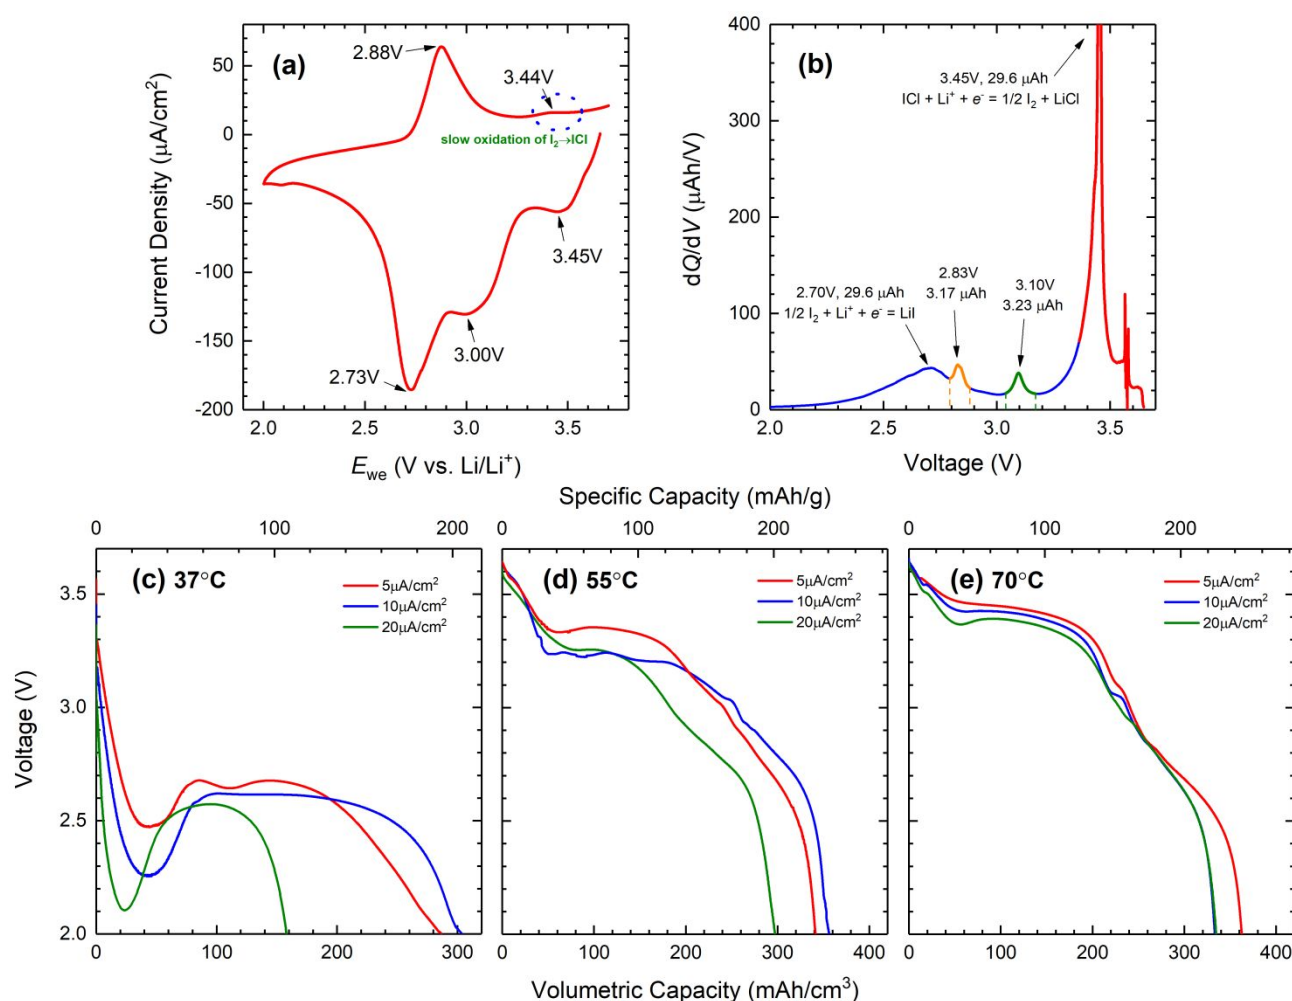 (a)
2.88V
3.44V
slow oxidation of I₂→ICl
3.45V
3.00V
2.73V
50
0
-50
-100
-150
-200
2.0
2.5
3.0
3.5
Current Density (μA/cm²)
E_we (V vs. Li/Li⁺)
(b)
3.45V, 29.6 μAh
ICl + Li⁺ + e⁻ = 1/2 I₂ + LiCl
2.70V, 29.6 μAh
1/2 I₂ + Li⁺ + e⁻ = LiI
2.83V
3.17 μAh
3.10V
3.23 μAh
400
300
200
100
0
2.0
2.5
3.0
3.5
dQ/dV (μAh/V)
Voltage (V)
Specific Capacity (mAh/g)
0
100
200
0
100
200
0
100
200
(c) 37°C
5μA/cm²
10μA/cm²
20μA/cm²
(d) 55°C
5μA/cm²
10μA/cm²
20μA/cm²
(e) 70°C
5μA/cm²
10μA/cm²
20μA/cm²
3.5
3.0
2.5
2.0
Voltage (V)
0
100
200
300
0
100
200
300
400
0
100
200
300
400
Volumetric Capacity (mAh/cm³)